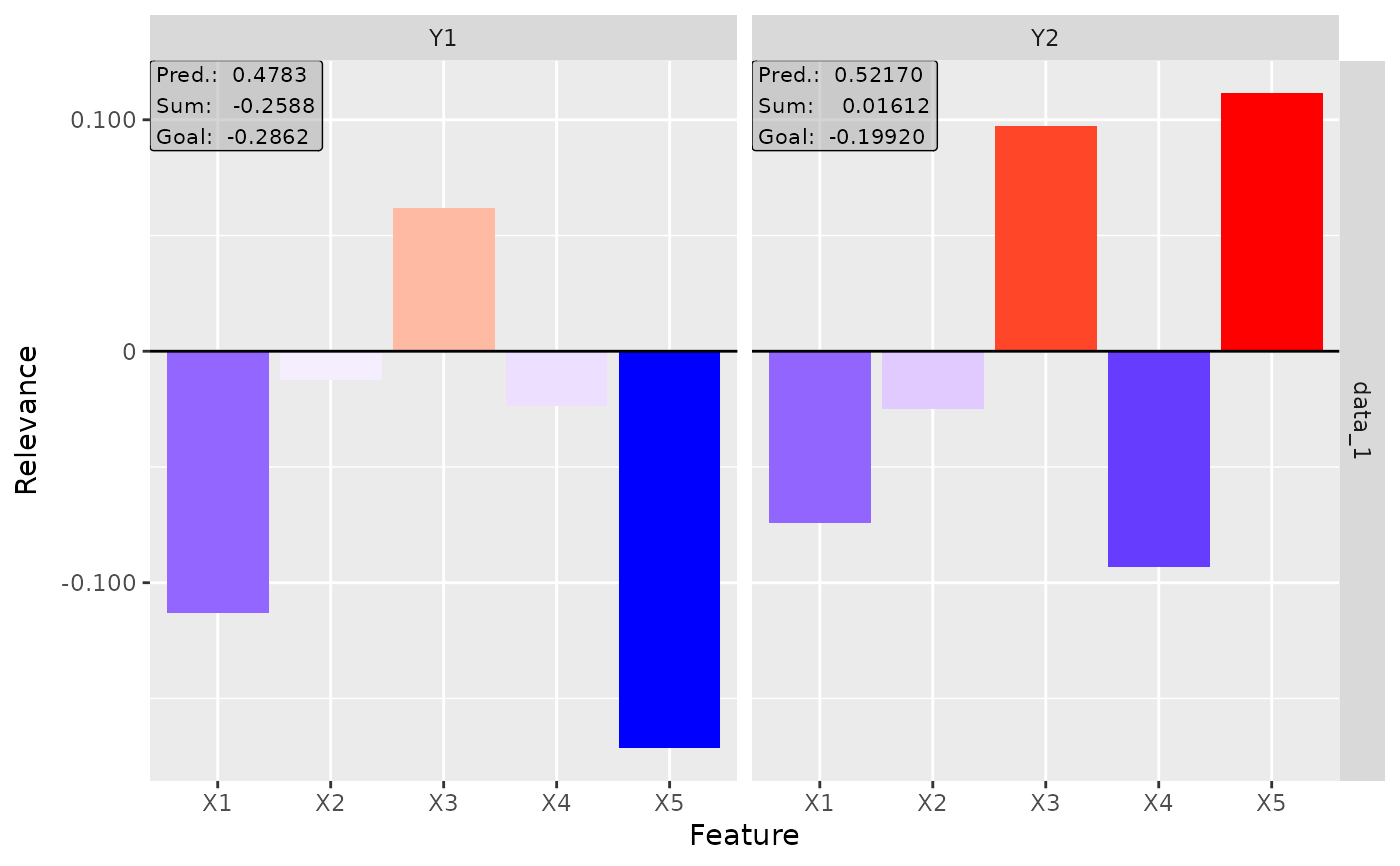 Y1
Y2
Pred.: 0.4783
Sum: -0.2588
Goal: -0.2862
Pred.: 0.52170
Sum: 0.01612
Goal: -0.19920
0.100
0
-0.100
Relevance
data_1
X1 X2 X3 X4 X5
X1 X2 X3 X4 X5
Feature